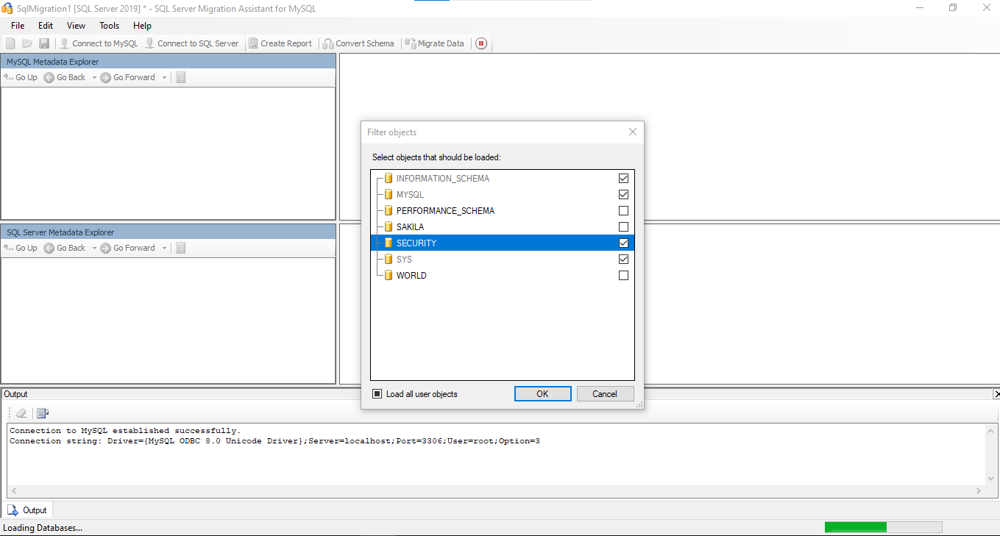 SqlMigration1 [SQL Server 2019] * - SQL Server Migration Assistant for MySQL
File Edit View Tools Help
Connect to MySQL Connect to SQL Server Create Report Convert Schema Migrate Data
MySQL Metadata Explorer
Go Up Go Back Go Forward
Filter objects
Select objects that should be loaded:
INFORMATION_SCHEMA
MYSQL
PERFORMANCE_SCHEMA
SAKILA
SECURITY
SYS
WORLD
Load all user objects OK Cancel
SQL Server Metadata Explorer
Go Up Go Back Go Forward
Output
Connection to MySQL established successfully.
Connection string: Driver={MySQL ODBC 8.0 Unicode Driver};Server=localhost;Port=3306;User=root;Option=3
Output
Loading Databases...